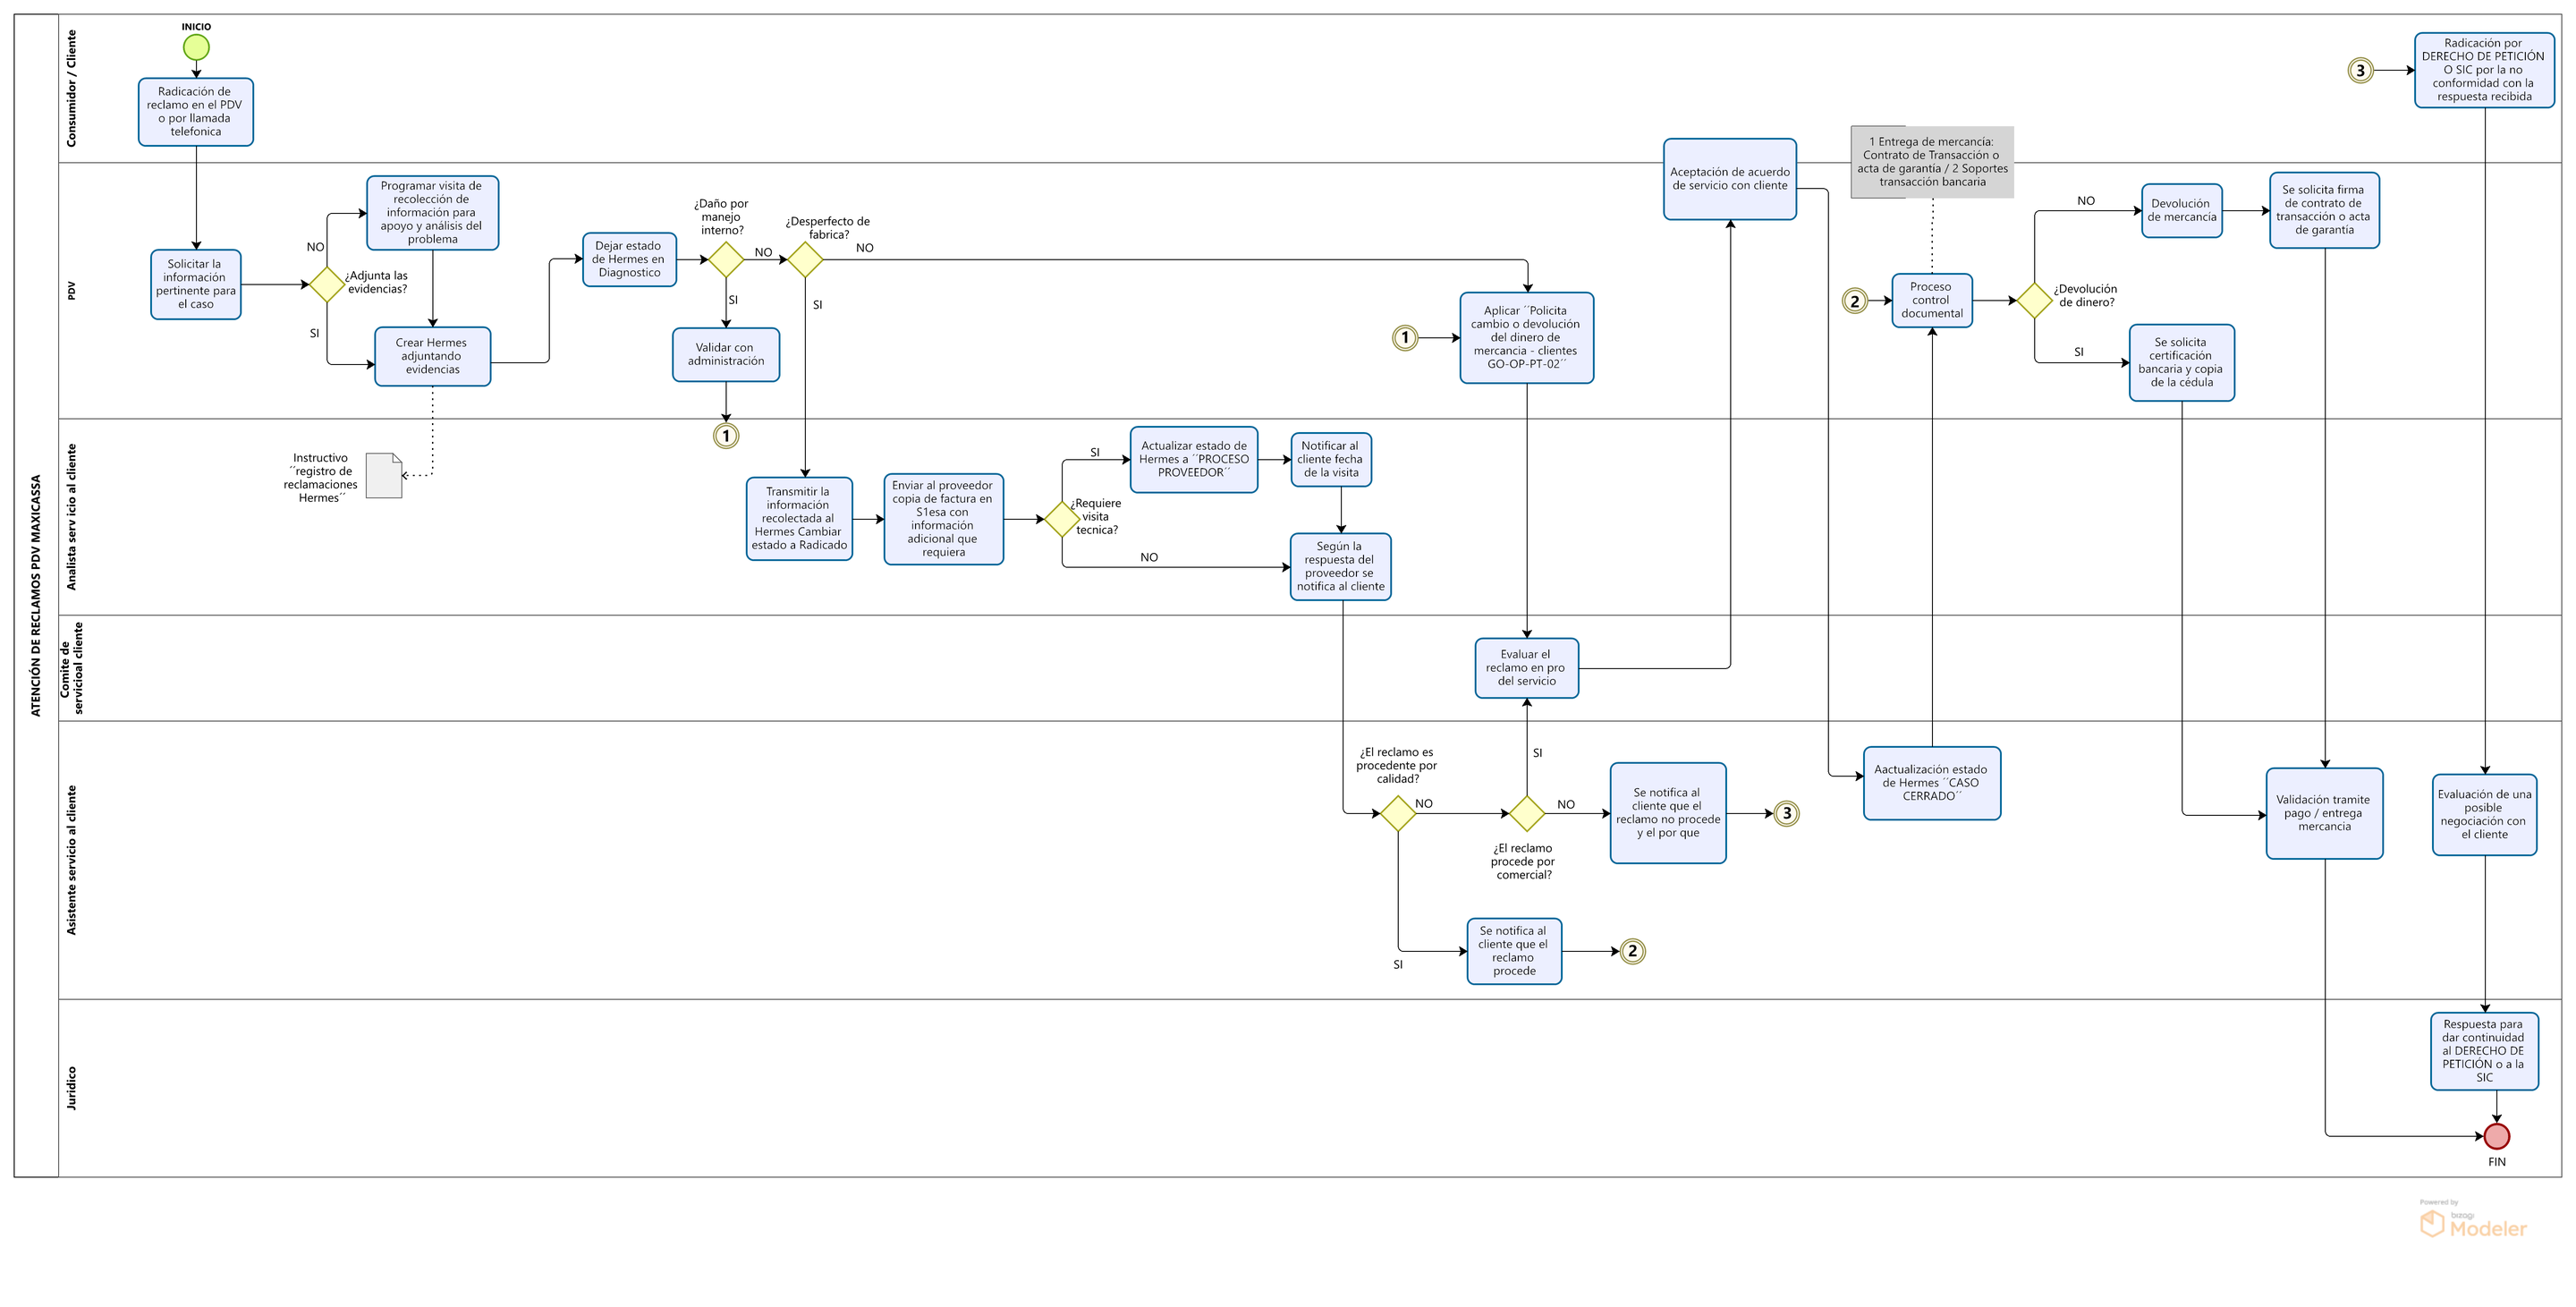 ATENCIÓN DE RECLAMOS PDV MAXICASSA
Consumidor / Cliente
INICIO
Radicación de
reclamo en el PDV
o por llamada
telefonica
3
Radicación por
DERECHO DE PETICIÓN
O SIC por la no
conformidad con la
respuesta recibida
PDV
Solicitar la
información
pertinente para
el caso
¿Adjunta las
evidencias?
NO
SI
Programar visita de
recolección de
información para
apoyo y análisis del
problema
Crear Hermes
adjuntando
evidencias
Dejar estado
de Hermes en
Diagnostico
¿Daño por
manejo
interno?
NO
SI
Validar con
administración
1
¿Desperfecto de
fabrica?
NO
SI
1
Aplicar ´´Policita
cambio o devolución
del dinero de
mercancia - clientes
GO-OP-PT-02´´
Aceptación de acuerdo
de servicio con cliente
1 Entrega de mercancía:
Contrato de Transacción o
acta de garantía / 2 Soportes
transacción bancaria
2
Proceso
control
documental
¿Devolución
de dinero?
NO
SI
Devolución
de mercancía
Se solicita firma
de contrato de
transacción o acta
de garantía
Se solicita
certificación
bancaria y copia
de la cédula
Analista serv icio al cliente
Instructivo
´´registro de
reclamaciones
Hermes´´
Transmitir la
información
recolectada al
Hermes Cambiar
estado a Radicado
Enviar al proveedor
copia de factura en
S1esa con
información
adicional que
requiera
¿Requiere
visita
tecnica?
SI
NO
Actualizar estado de
Hermes a ´´PROCESO
PROVEEDOR´´
Notificar al
cliente fecha
de la visita
Según la
respuesta del
proveedor se
notifica al cliente
Comite de
servicioal cliente
Evaluar el
reclamo en pro
del servicio
Asistente servicio al cliente
¿El reclamo es
procedente por
calidad?
NO
SI
¿El reclamo
procede por
comercial?
SI
NO
Se notifica al
cliente que el
reclamo no procede
y el por que
3
Se notifica al
cliente que el
reclamo
procede
2
Aactualización estado
de Hermes ´´CASO
CERRADO´´
Validación tramite
pago / entrega
mercancia
Evaluación de una
posible
negociación con
el cliente
Juridico
Respuesta para
dar continuidad
al DERECHO DE
PETICIÓN o a la
SIC
FIN
Powered by
bizagi
Modeler